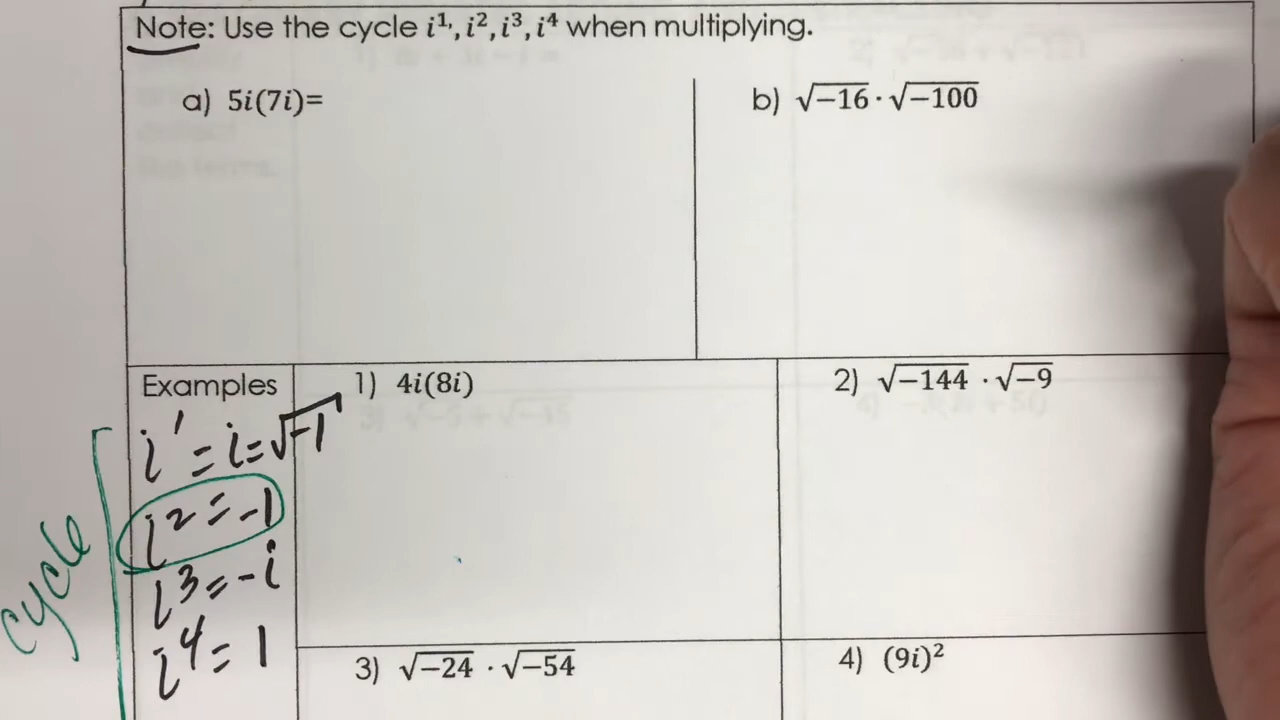 Note: Use the cycle i¹, i², i³, i⁴ when multiplying.
a) 5i(7i)=
b) √−16 · √−100
Examples
1) 4i(8i)
2) √−144 · √−9
i¹ = i = √−1
i² = −1
i³ = −i
i⁴ = 1
cycle
3) √−24 · √−54
4) (9i)²